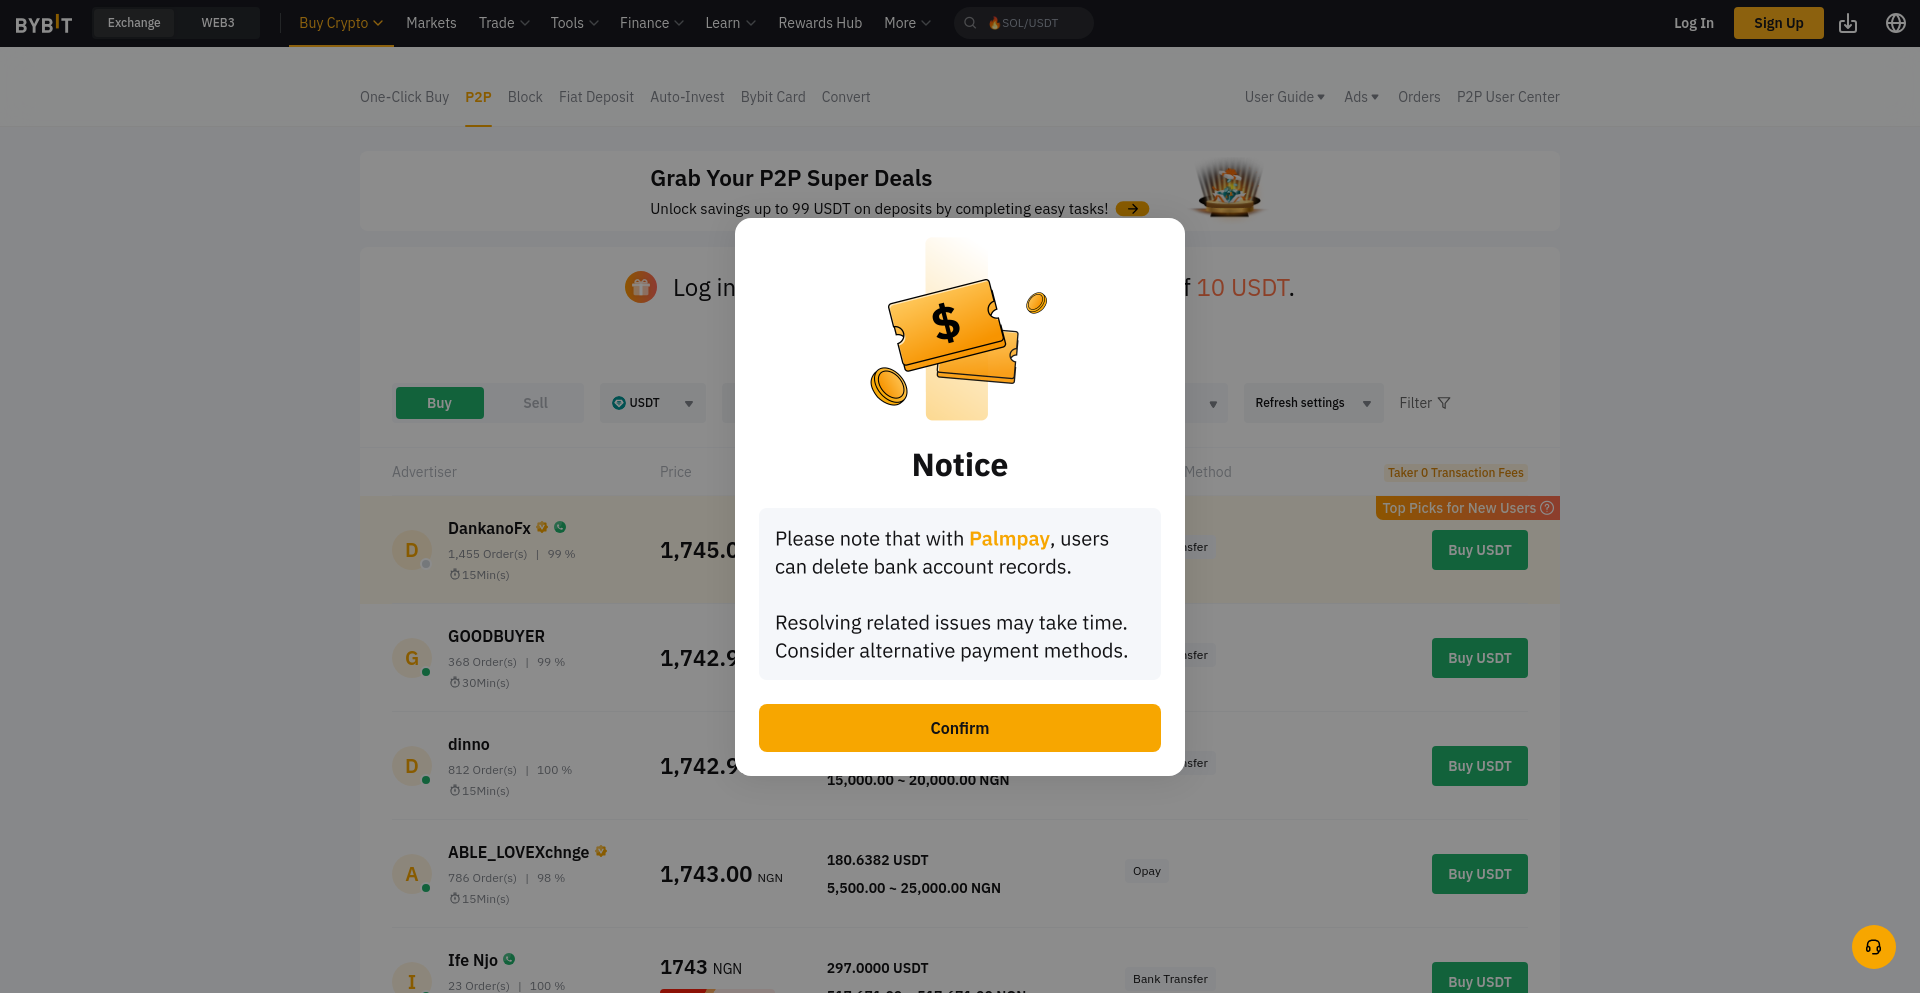 BYBIT Exchange WEB3 Buy Crypto Markets Trade Tools Finance Learn Rewards Hub More SOL/USDT Log In Sign Up
One-Click Buy P2P Block Fiat Deposit Auto-Invest Bybit Card Convert User Guide Ads Orders P2P User Center
Grab Your P2P Super Deals
Unlock savings up to 99 USDT on deposits by completing easy tasks!
Log in 10 USDT.
Buy Sell USDT Refresh settings Filter
Advertiser Price Method Taker 0 Transaction Fees
Top Picks for New Users
DankanoFx
1,455 Order(s) | 99 %
15Min(s)
1,745.0
Buy USDT
GOODBUYER
368 Order(s) | 99 %
30Min(s)
1,742.9
Buy USDT
dinno
812 Order(s) | 100 %
15Min(s)
1,742.9
15,000.00 ~ 20,000.00 NGN
Buy USDT
ABLE_LOVEXchnge
786 Order(s) | 98 %
15Min(s)
1,743.00 NGN
180.6382 USDT
5,500.00 ~ 25,000.00 NGN
Opay
Buy USDT
Ife Njo
23 Order(s) | 100 %
1743 NGN
297.0000 USDT
Bank Transfer
Buy USDT
$
Notice
Please note that with Palmpay, users
can delete bank account records.
Resolving related issues may take time.
Consider alternative payment methods.
Confirm